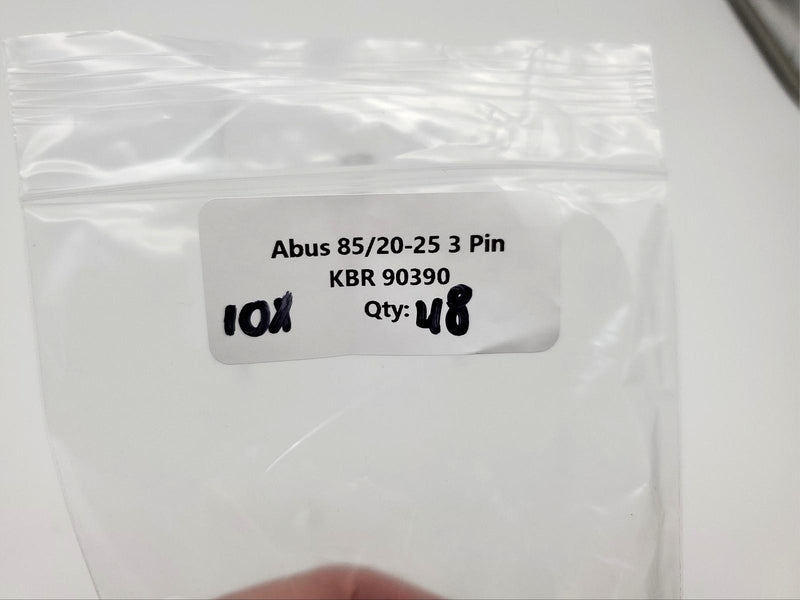 Abus 85/20-25 3 Pin
KBR 90390
10X Qty: 48